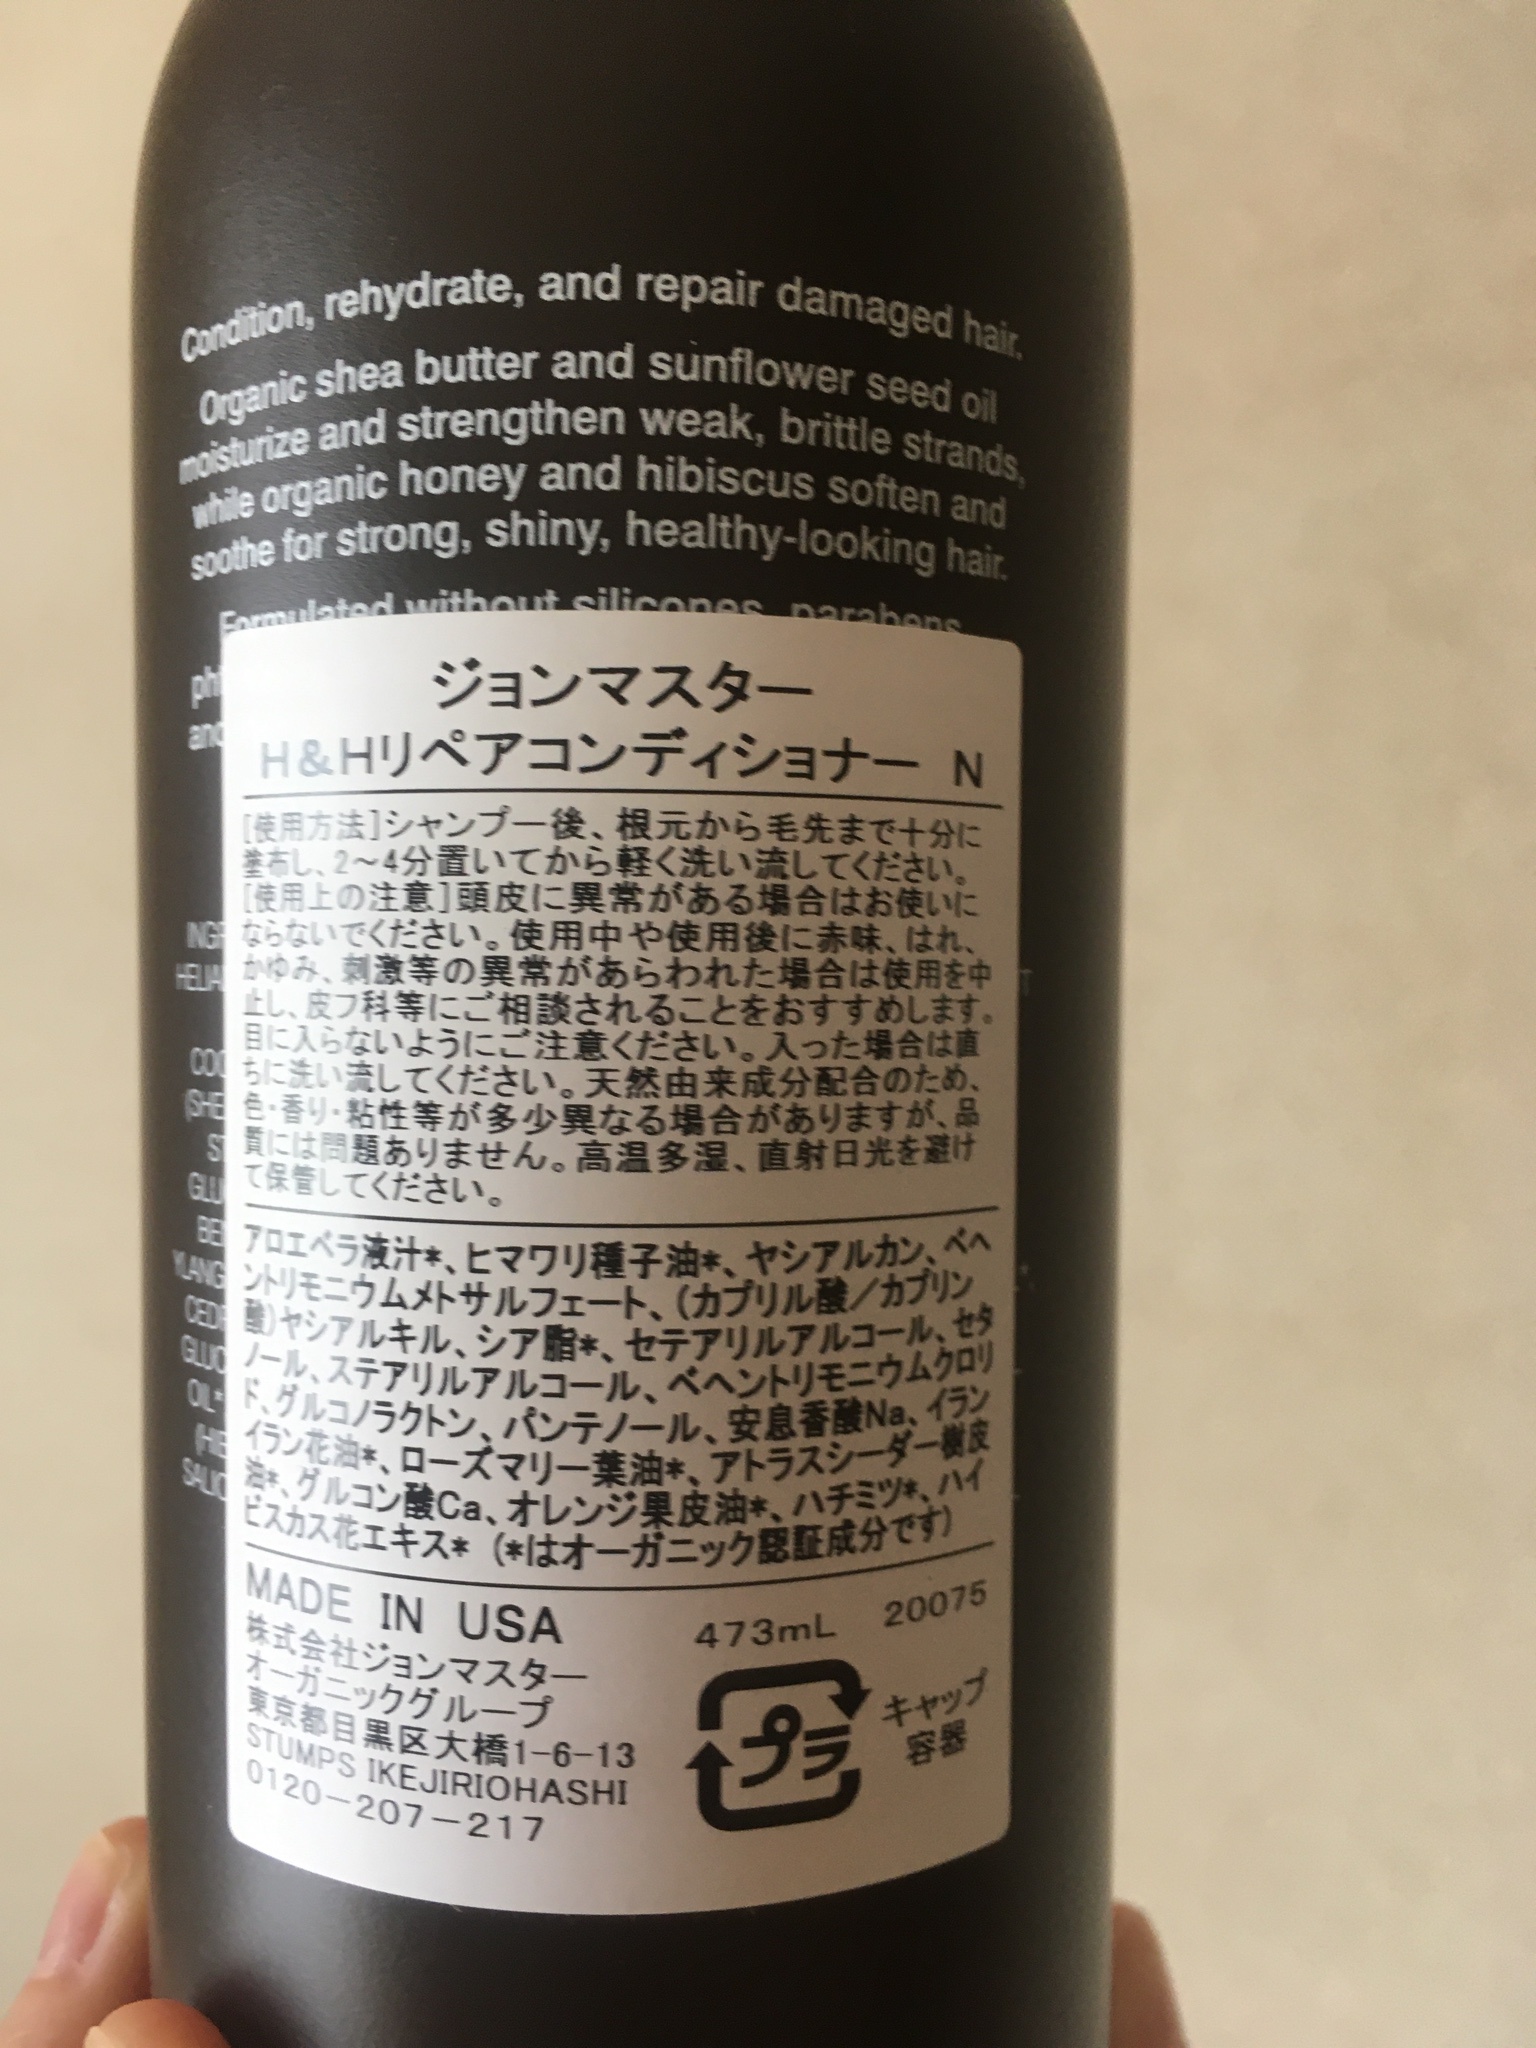 Condition, rehydrate, and repair damaged hair.
Organic shea butter and sunflower seed oil
moisturize and strengthen weak, brittle strands,
while organic honey and hibiscus soften and
soothe for strong, shiny, healthy-looking hair.
Formulated without silicones, parabens,
ジョンマスター
H&HリペアコンディショナーN
[使用方法]シャンプー後、根元から毛先まで十分に
塗布し、2～4分置いてから軽く洗い流してください。
[使用上の注意]頭皮に異常がある場合はお使いに
ならないでください。使用中や使用後に赤味、はれ、
かゆみ、刺激等の異常があらわれた場合は使用を中
止し、皮フ科等にご相談されることをおすすめします。
目に入らないようにご注意ください。入った場合は直
ちに洗い流してください。天然由来成分配合のため、
色・香り・粘性等が多少異なる場合がありますが、品
質には問題ありません。高温多湿、直射日光を避け
て保管してください。
アロエベラ液汁*、ヒマワリ種子油*、ヤシアルカン、ベヘ
ントリモニウムメトサルフェート、(カプリル酸/カプリン
酸)ヤシアルキル、シア脂*、セテアリルアルコール、セタ
ノール、ステアリルアルコール、ベヘントリモニウムクロリ
ド、グルコノラクトン、パンテノール、安息香酸Na、イラン
イラン花油*、ローズマリー葉油*、アトラスシーダー樹皮
油*、グルコン酸Ca、オレンジ果皮油*、ハチミツ*、ハイ
ビスカス花エキス* (*はオーガニック認証成分です)
MADE IN USA
473mL 20075
株式会社ジョンマスター
オーガニックグループ
東京都目黒区大橋1-6-13
STUMPS IKEJIRIOHASHI
0120-207-217
プラ
キャップ
容器